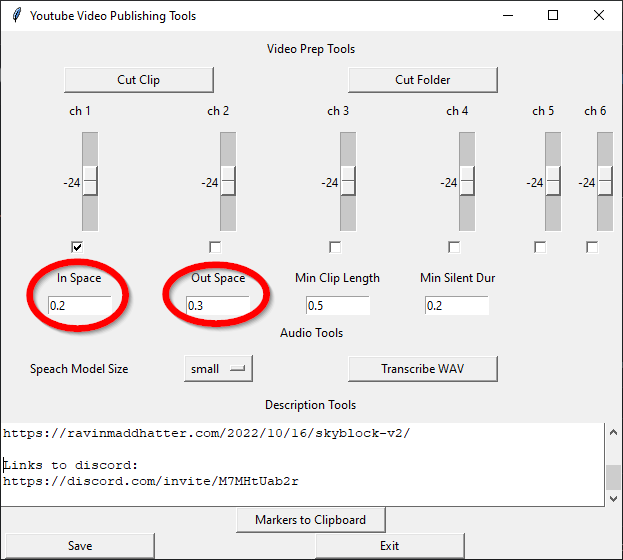 Youtube Video Publishing Tools
Video Prep Tools
Cut Clip Cut Folder
ch 1 ch 2 ch 3 ch 4 ch 5 ch 6
-24 -24 -24 -24 -24 -24
In Space Out Space Min Clip Length Min Silent Dur
0.2 0.3 0.5 0.2
Audio Tools
Speach Model Size small Transcribe WAV
Description Tools
https://ravinmaddhatter.com/2022/10/16/skyblock-v2/
Links to discord:
https://discord.com/invite/M7MHtUab2r
Markers to Clipboard
Save Exit